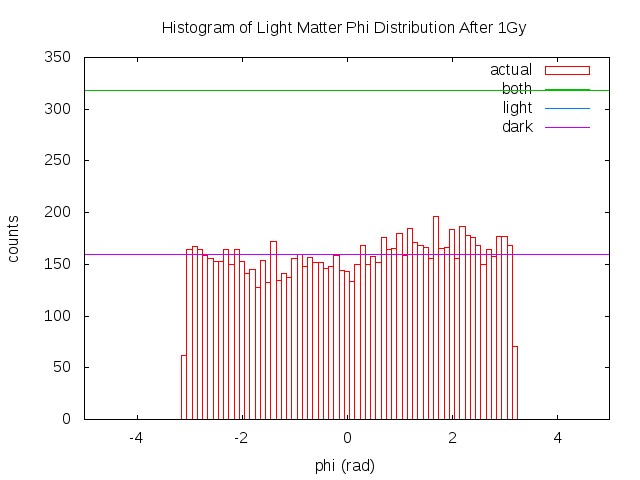 Histogram of Light Matter Phi Distribution After 1Gy
350
300
250
200
150
100
50
0
counts
actual
both
light
dark
-4 -2 0 2 4
phi (rad)